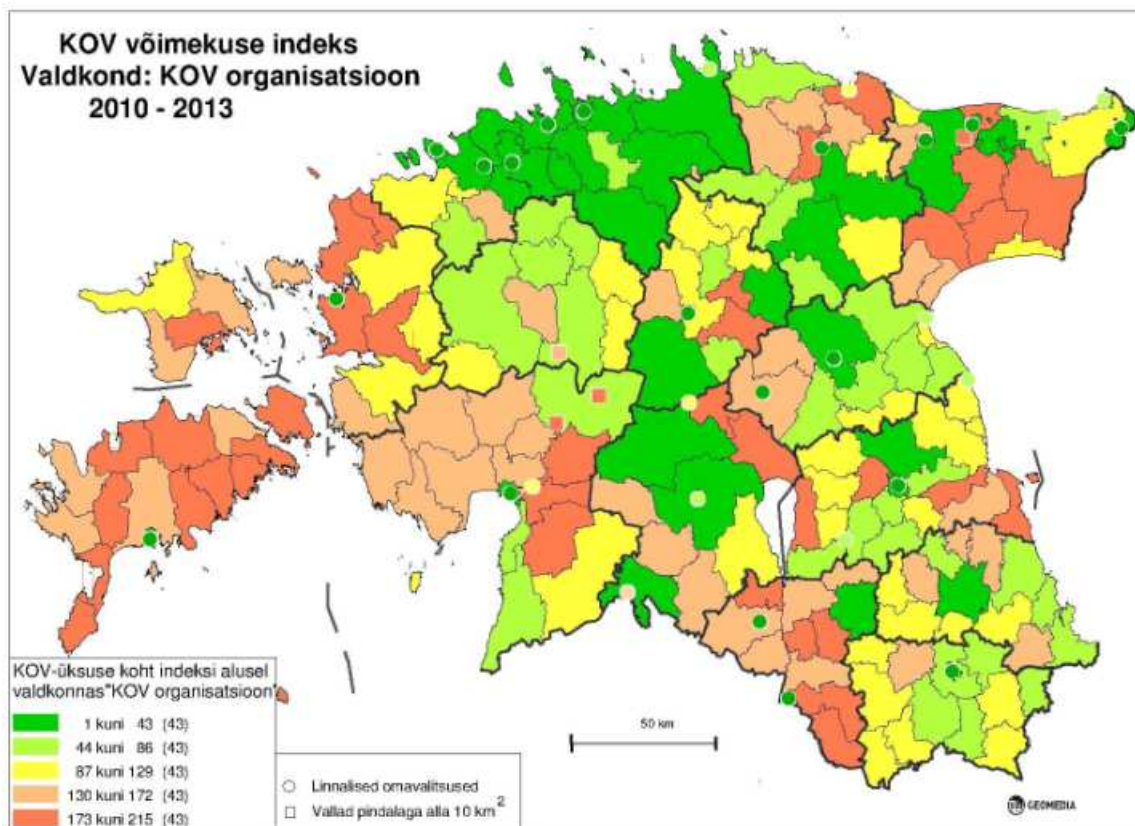 KOV võimekuse indeks
Valdkond: KOV organisatsioon
2010 - 2013
KOV-üksuse koht indeksi alusel
valdkonnas"KOV organisatsioon"
1 kuni 43 (43)
44 kuni 86 (43)
87 kuni 129 (43)
130 kuni 172 (43)
173 kuni 215 (43)
Linnalised omavalitsused
Vallad pindalaga alla 10 km²
50 km
GEOMEDIA